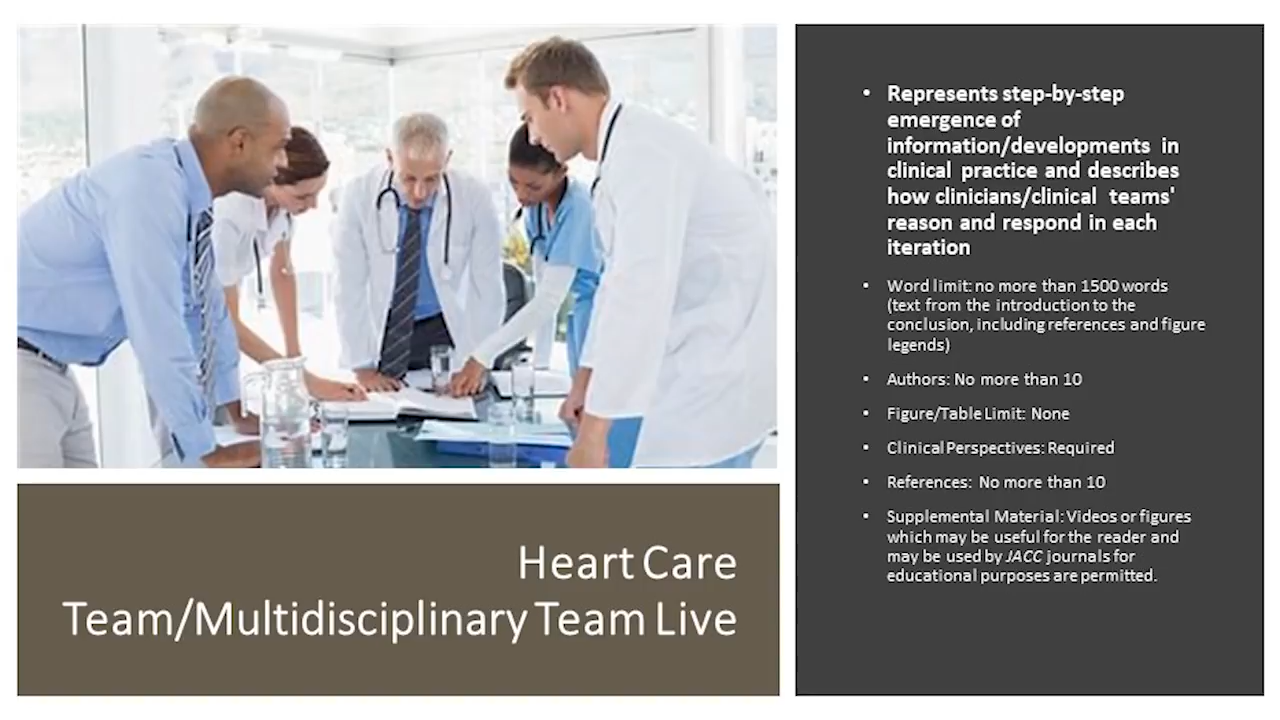 Heart Care
Team/Multidisciplinary Team Live
• Represents step-by-step
emergence of
information/developments in
clinical practice and describes
how clinicians/clinical teams'
reason and respond in each
iteration
• Word limit: no more than 1500 words
(text from the introduction to the
conclusion, including references and figure
legends)
• Authors: No more than 10
• Figure/Table Limit: None
• Clinical Perspectives: Required
• References: No more than 10
• Supplemental Material: Videos or figures
which may be useful for the reader and
may be used by JACC journals for
educational purposes are permitted.